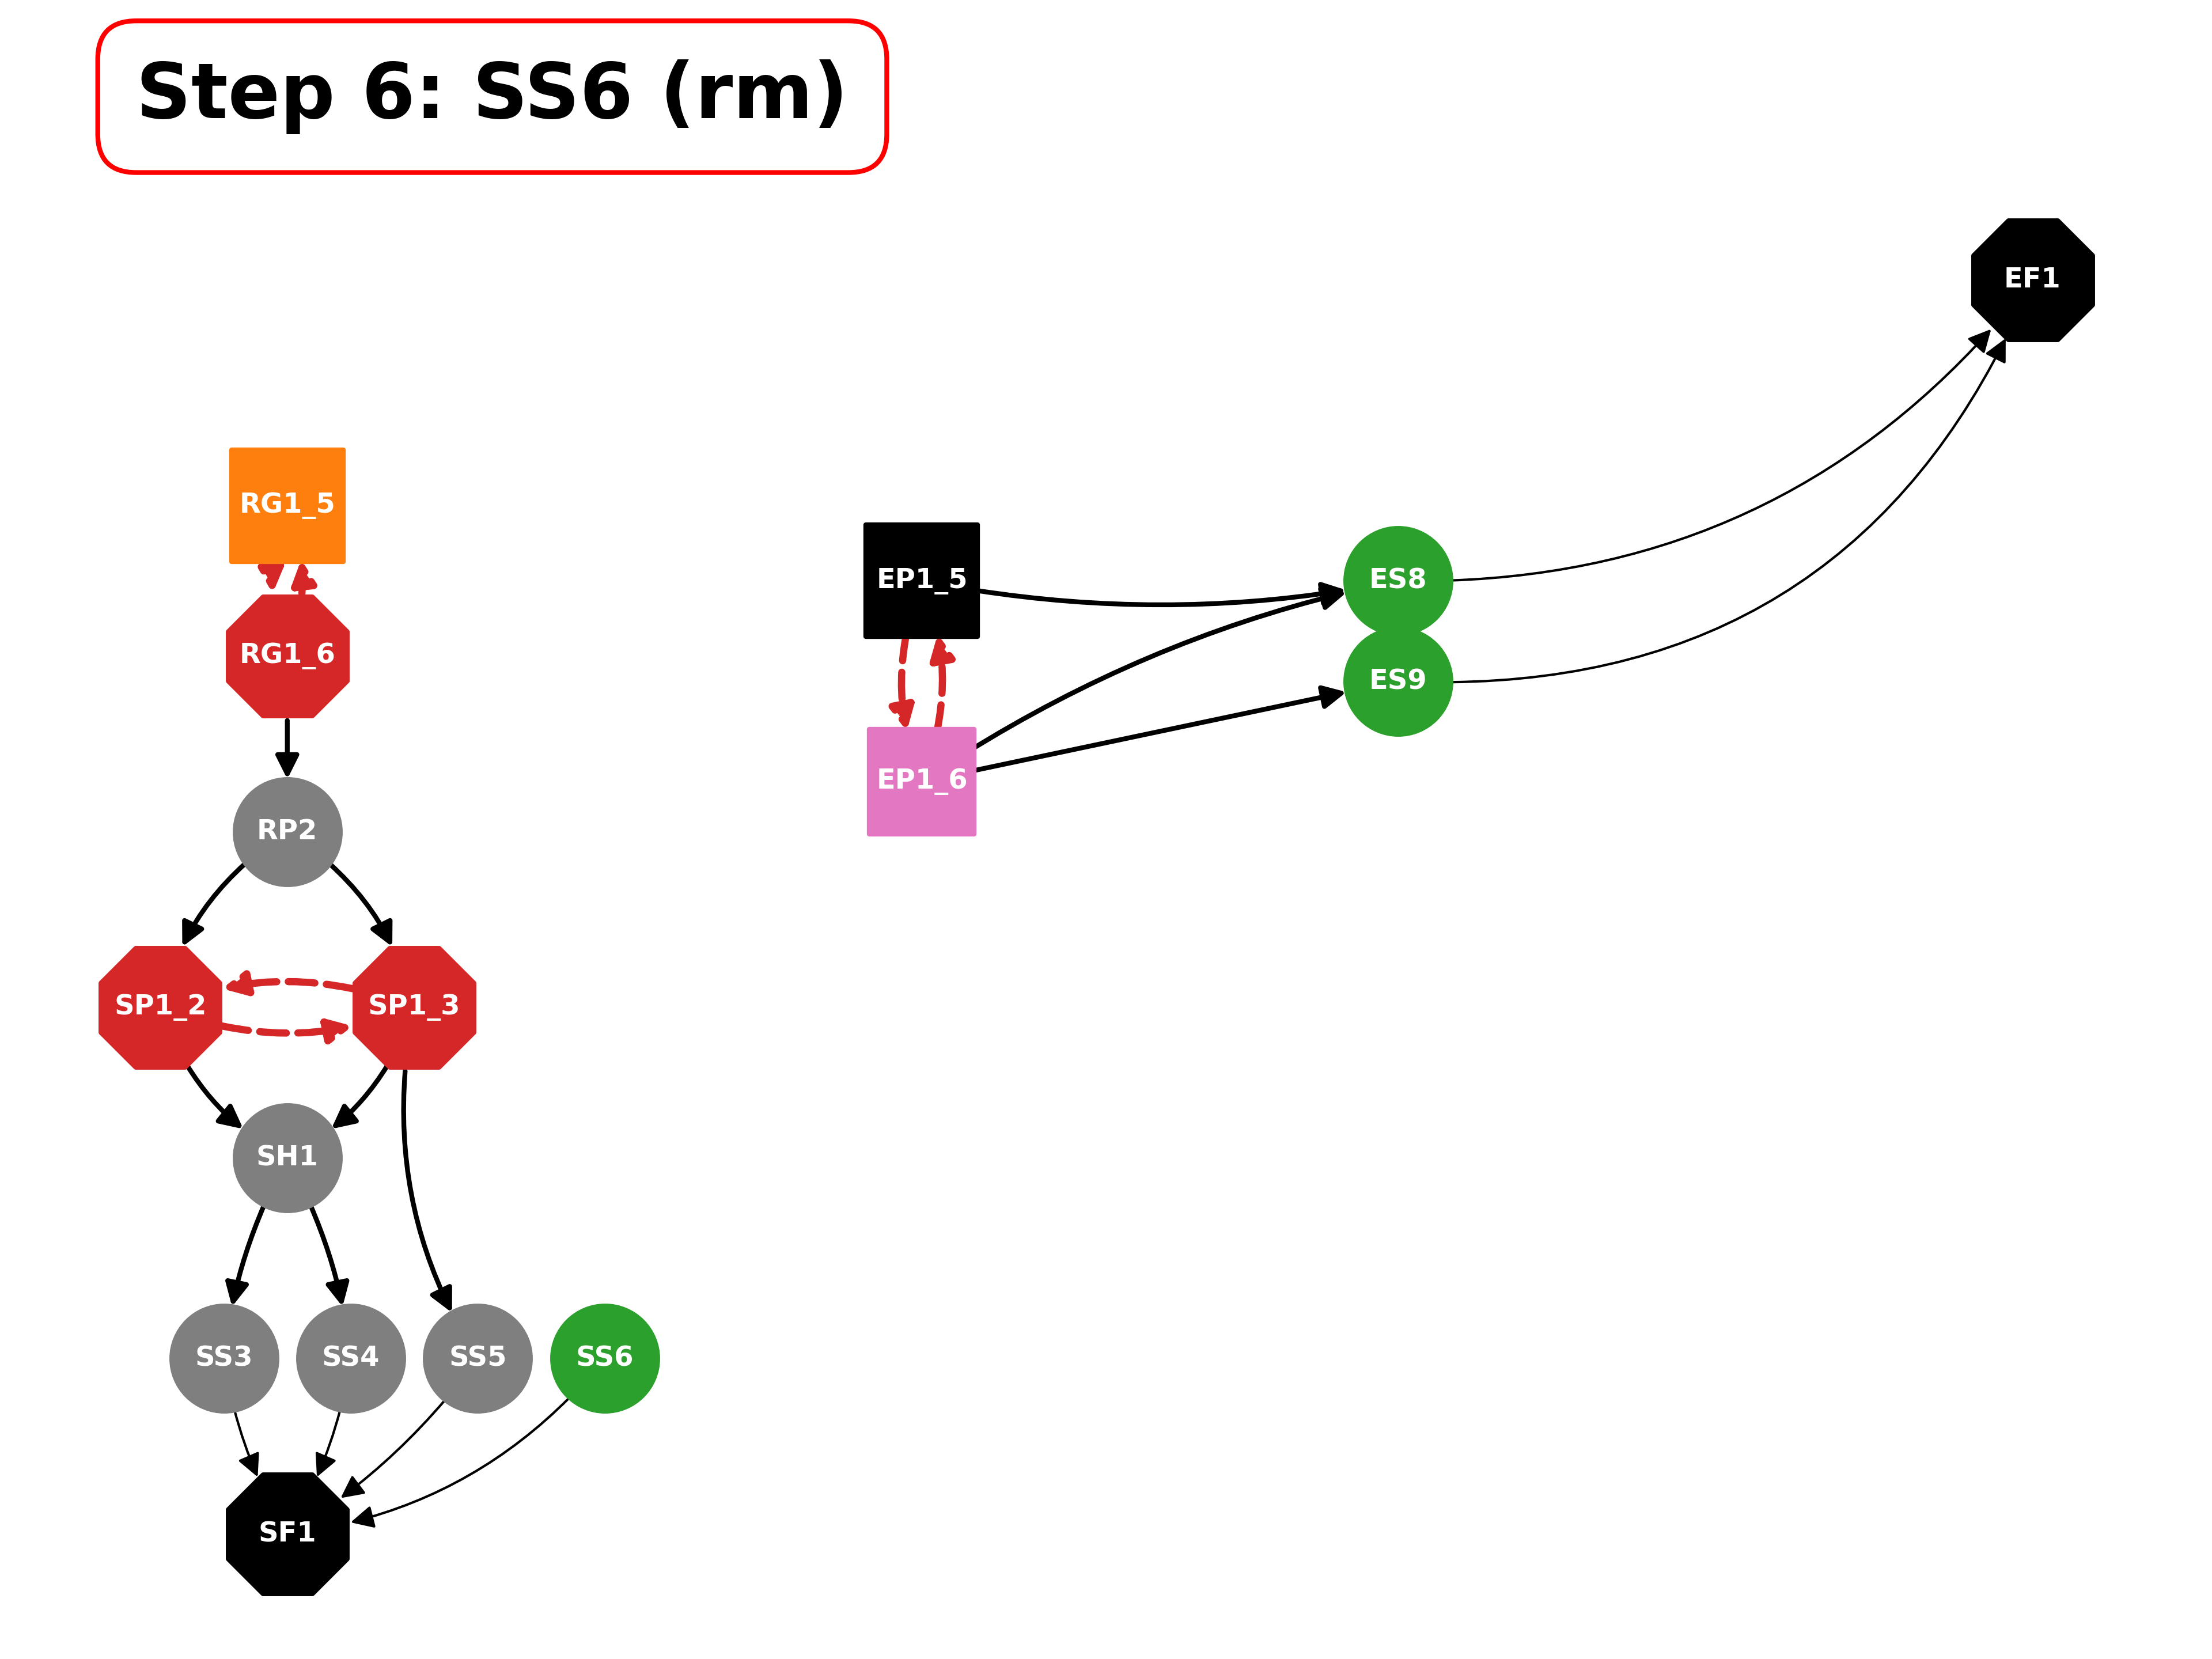 Step 6: SS6 (rm)
EF1
RG1_5
EP1_5
ES8
RG1_6
ES9
EP1_6
RP2
SP1_2
SP1_3
SH1
SS3
SS4
SS5
SS6
SF1